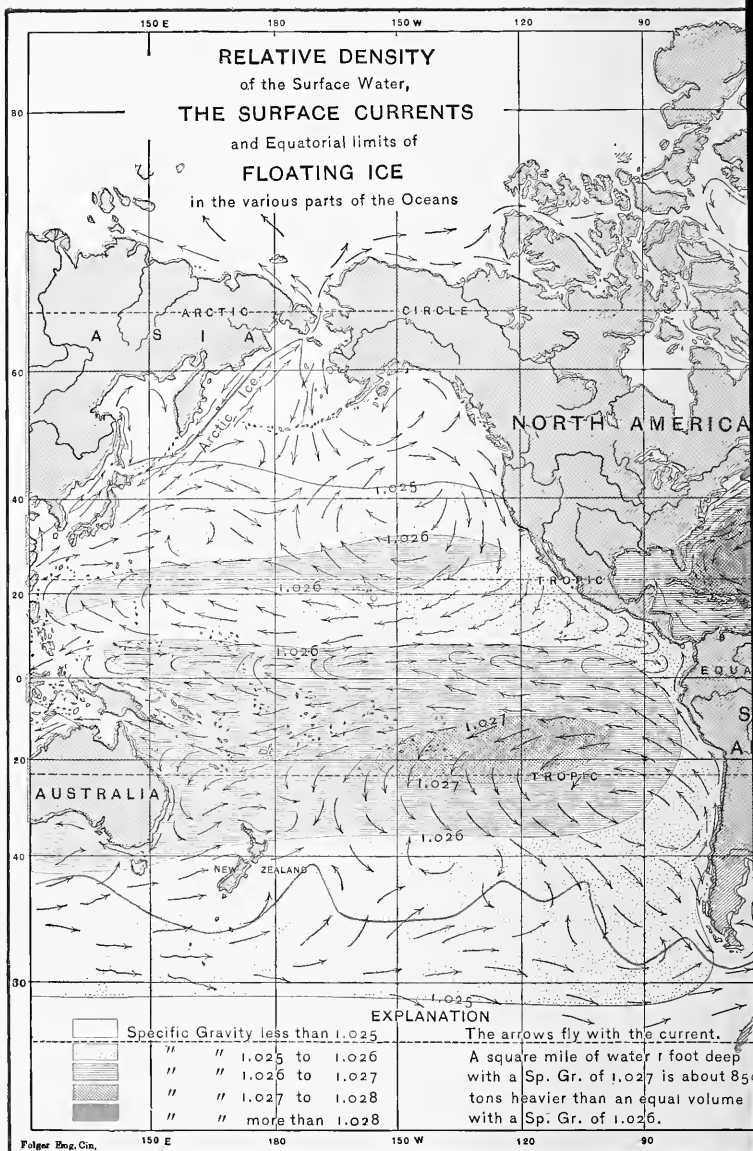 150 E 180 150 W 120 90
RELATIVE DENSITY
of the Surface Water,
THE SURFACE CURRENTS
and Equatorial limits of
FLOATING ICE
in the various parts of the Oceans
80
ARCTIC CIRCLE
A S I A
60
Arctic Ice
NORTH AMERICA
1.025
40
1.026
TROPIC
1.026
20
1.026
0
EQUA
S
1.027
A
20
1.027
TROPIC
AUSTRALIA
1.026
40
NEW ZEALAND
30
1.025
EXPLANATION
Specific Gravity less than 1.025
" " 1.025 to 1.026
" " 1.026 to 1.027
" " 1.027 to 1.028
" " more than 1.028
The arrows fly with the current.
A square mile of water 1 foot deep
with a Sp. Gr. of 1.027 is about 85
tons heavier than an equal volume
with a Sp. Gr. of 1.026.
150 E 180 150 W 120 90
Folger Eng, Cin,